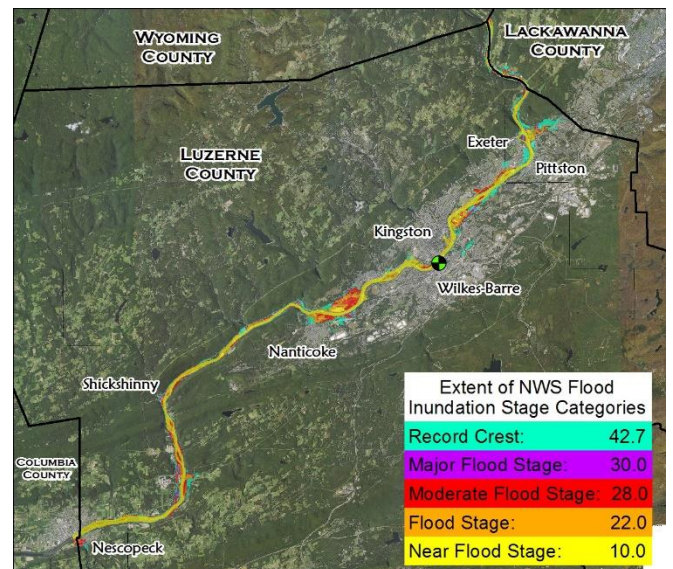 WYOMING
COUNTY
LACKAWANNA
COUNTY
LUZERNE
COUNTY
Exeter
Pittston
Kingston
Wilkes-Barre
Nanticoke
Shickshinny
COLUMBIA
COUNTY
Nescopeck
Extent of NWS Flood
Inundation Stage Categories
Record Crest: 42.7
Major Flood Stage: 30.0
Moderate Flood Stage: 28.0
Flood Stage: 22.0
Near Flood Stage: 10.0